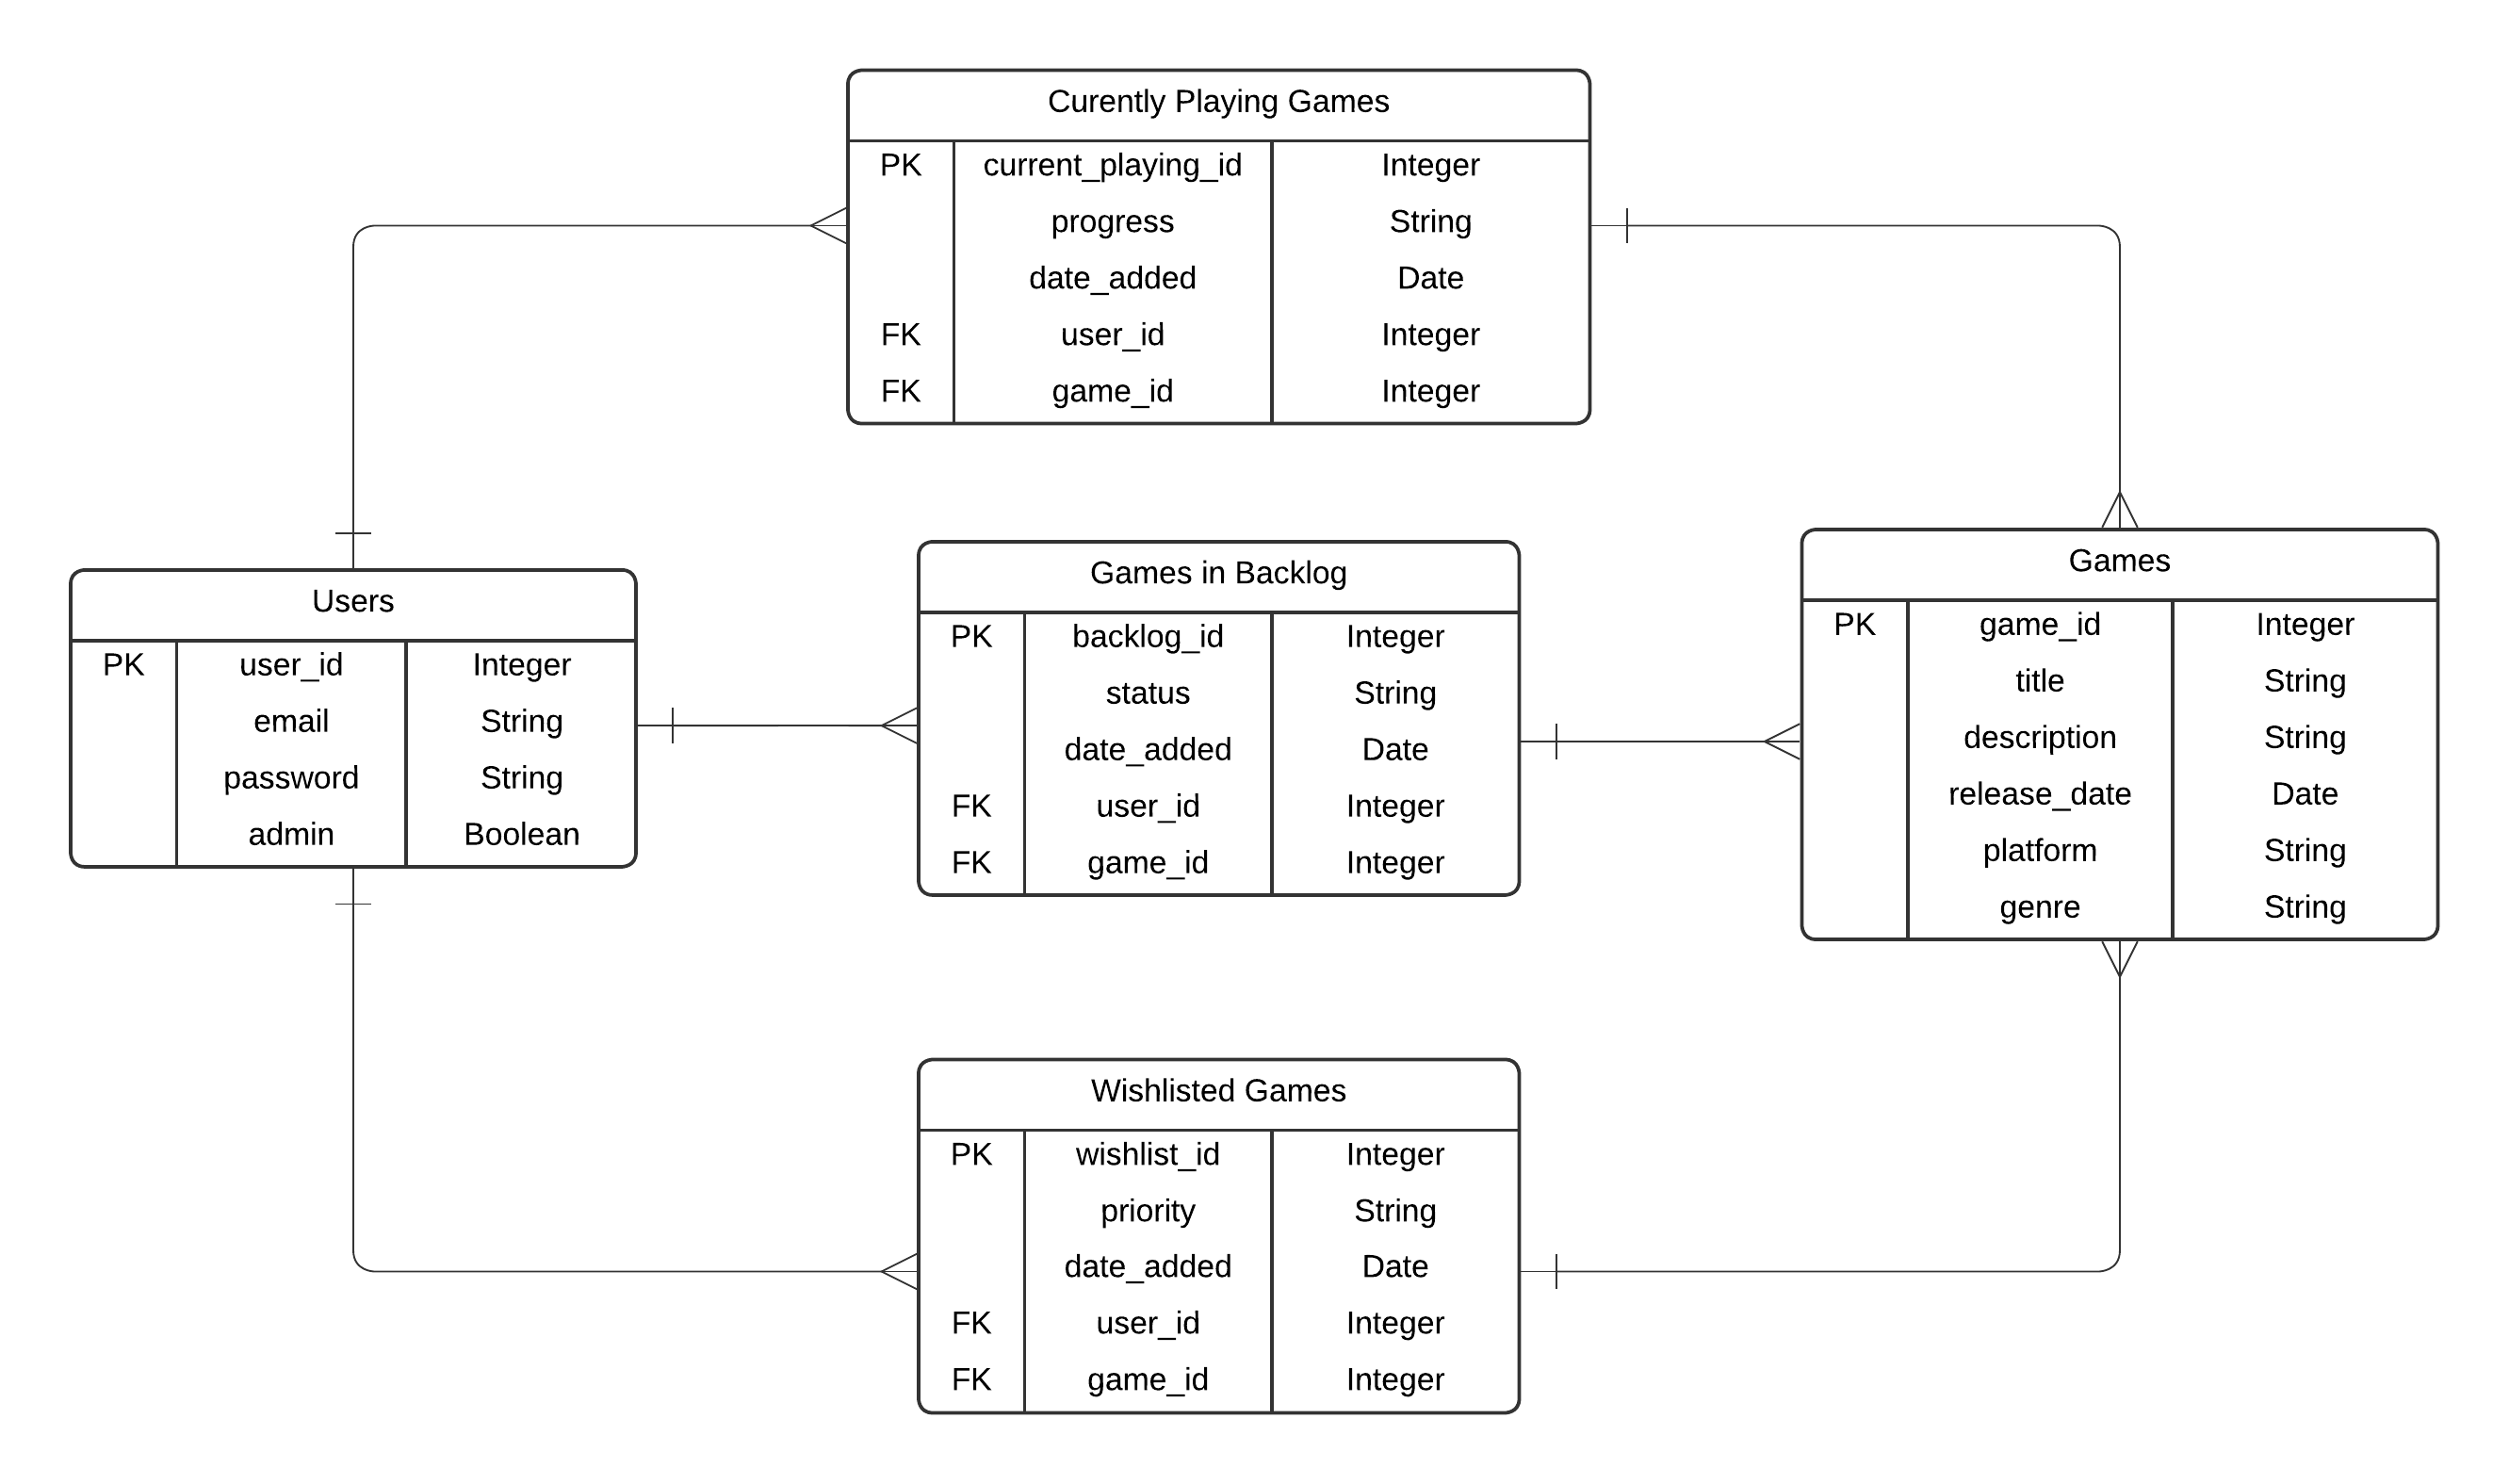 Curently Playing Games
PK current_playing_id Integer
progress String
date_added Date
FK user_id Integer
FK game_id Integer
Users
PK user_id Integer
email String
password String
admin Boolean
Games in Backlog
PK backlog_id Integer
status String
date_added Date
FK user_id Integer
FK game_id Integer
Games
PK game_id Integer
title String
description String
release_date Date
platform String
genre String
Wishlisted Games
PK wishlist_id Integer
priority String
date_added Date
FK user_id Integer
FK game_id Integer